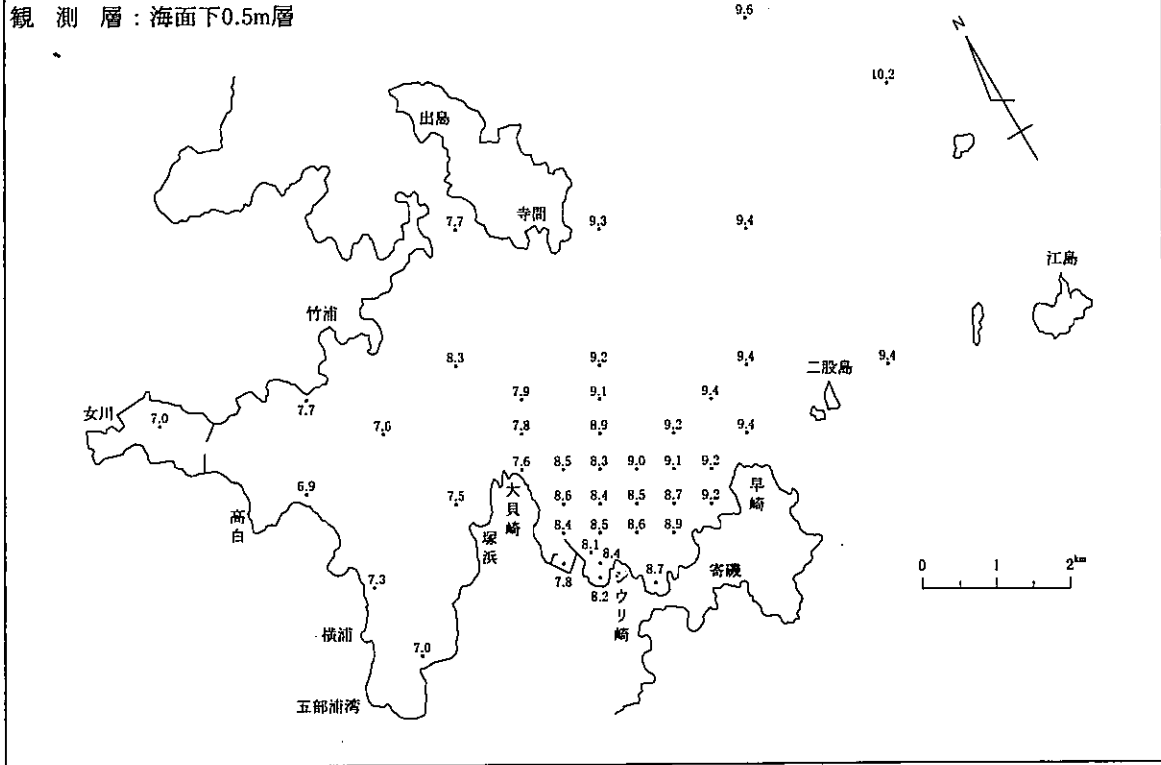 観測層：海面下0.5m層
9.6
N
10.2
出島
寺間
7.7
9.3
9.4
江島
竹浦
8.3
9.2
9.4
9.4
二股島
7.9
9.1
9.4
女川
7.0
7.7
7.6
7.8
8.9
9.2
9.4
7.6
8.5
8.3
9.0
9.1
9.2
6.9
7.5
大貝崎
8.6
8.4
8.5
8.7
9.2
早崎
高白
塚浜
8.4
8.5
8.6
8.9
8.1
8.4
7.3
7.8
8.2
シウリ崎
8.7
寄磯
0
1
2km
横浦
7.0
五部浦湾